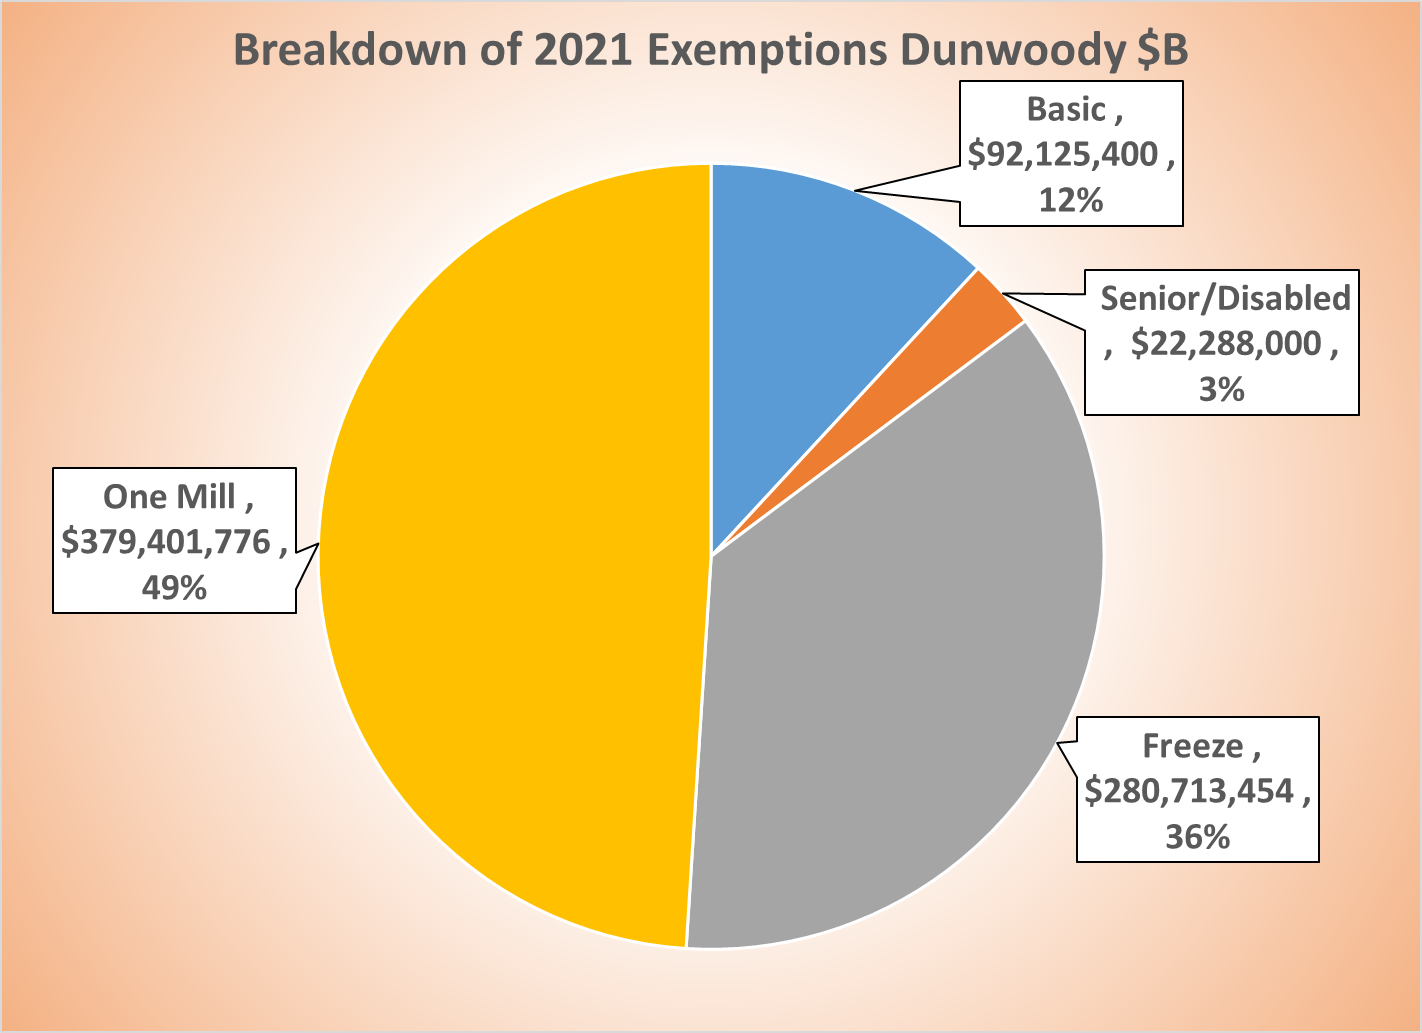 Breakdown of 2021 Exemptions Dunwoody $B
Basic ,
$92,125,400 ,
12%
Senior/Disabled
, $22,288,000 ,
3%
One Mill ,
$379,401,776 ,
49%
Freeze ,
$280,713,454 ,
36%